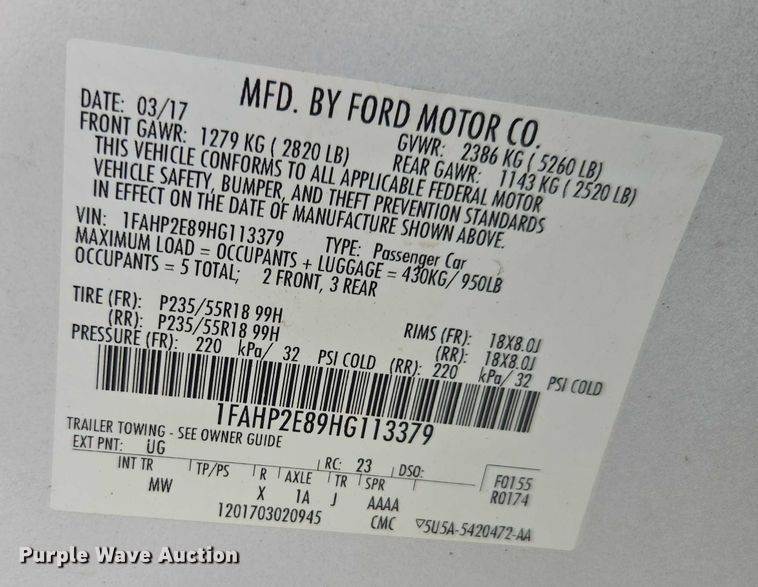 MFD. BY FORD MOTOR CO.
DATE: 03/17 GVWR: 2386 KG ( 5260 LB)
FRONT GAWR: 1279 KG ( 2820 LB) REAR GAWR: 1143 KG ( 2520 LB)
THIS VEHICLE CONFORMS TO ALL APPLICABLE FEDERAL MOTOR
VEHICLE SAFETY, BUMPER, AND THEFT PREVENTION STANDARDS
IN EFFECT ON THE DATE OF MANUFACTURE SHOWN ABOVE.
VIN: 1FAHP2E89HG113379 TYPE: Passenger Car
MAXIMUM LOAD = OCCUPANTS + LUGGAGE = 430KG/950LB
OCCUPANTS = 5 TOTAL; 2 FRONT, 3 REAR
TIRE (FR): P235/55R18 99H RIMS (FR): 18X8.0J
(RR): P235/55R18 99H (RR): 18X8.0J
PRESSURE (FR): 220 kPa/ 32 PSI COLD (RR): 220 kPa/ 32 PSI COLD
1FAHP2E89HG113379
TRAILER TOWING - SEE OWNER GUIDE
EXT PNT: UG RC: 23 DSO: F0155
INT TR TP/PS R AXLE TR SPR R0174
MW X 1A J AAAA
1201703020945 CMC ▽5U5A-5420472-AA
Purple Wave Auction